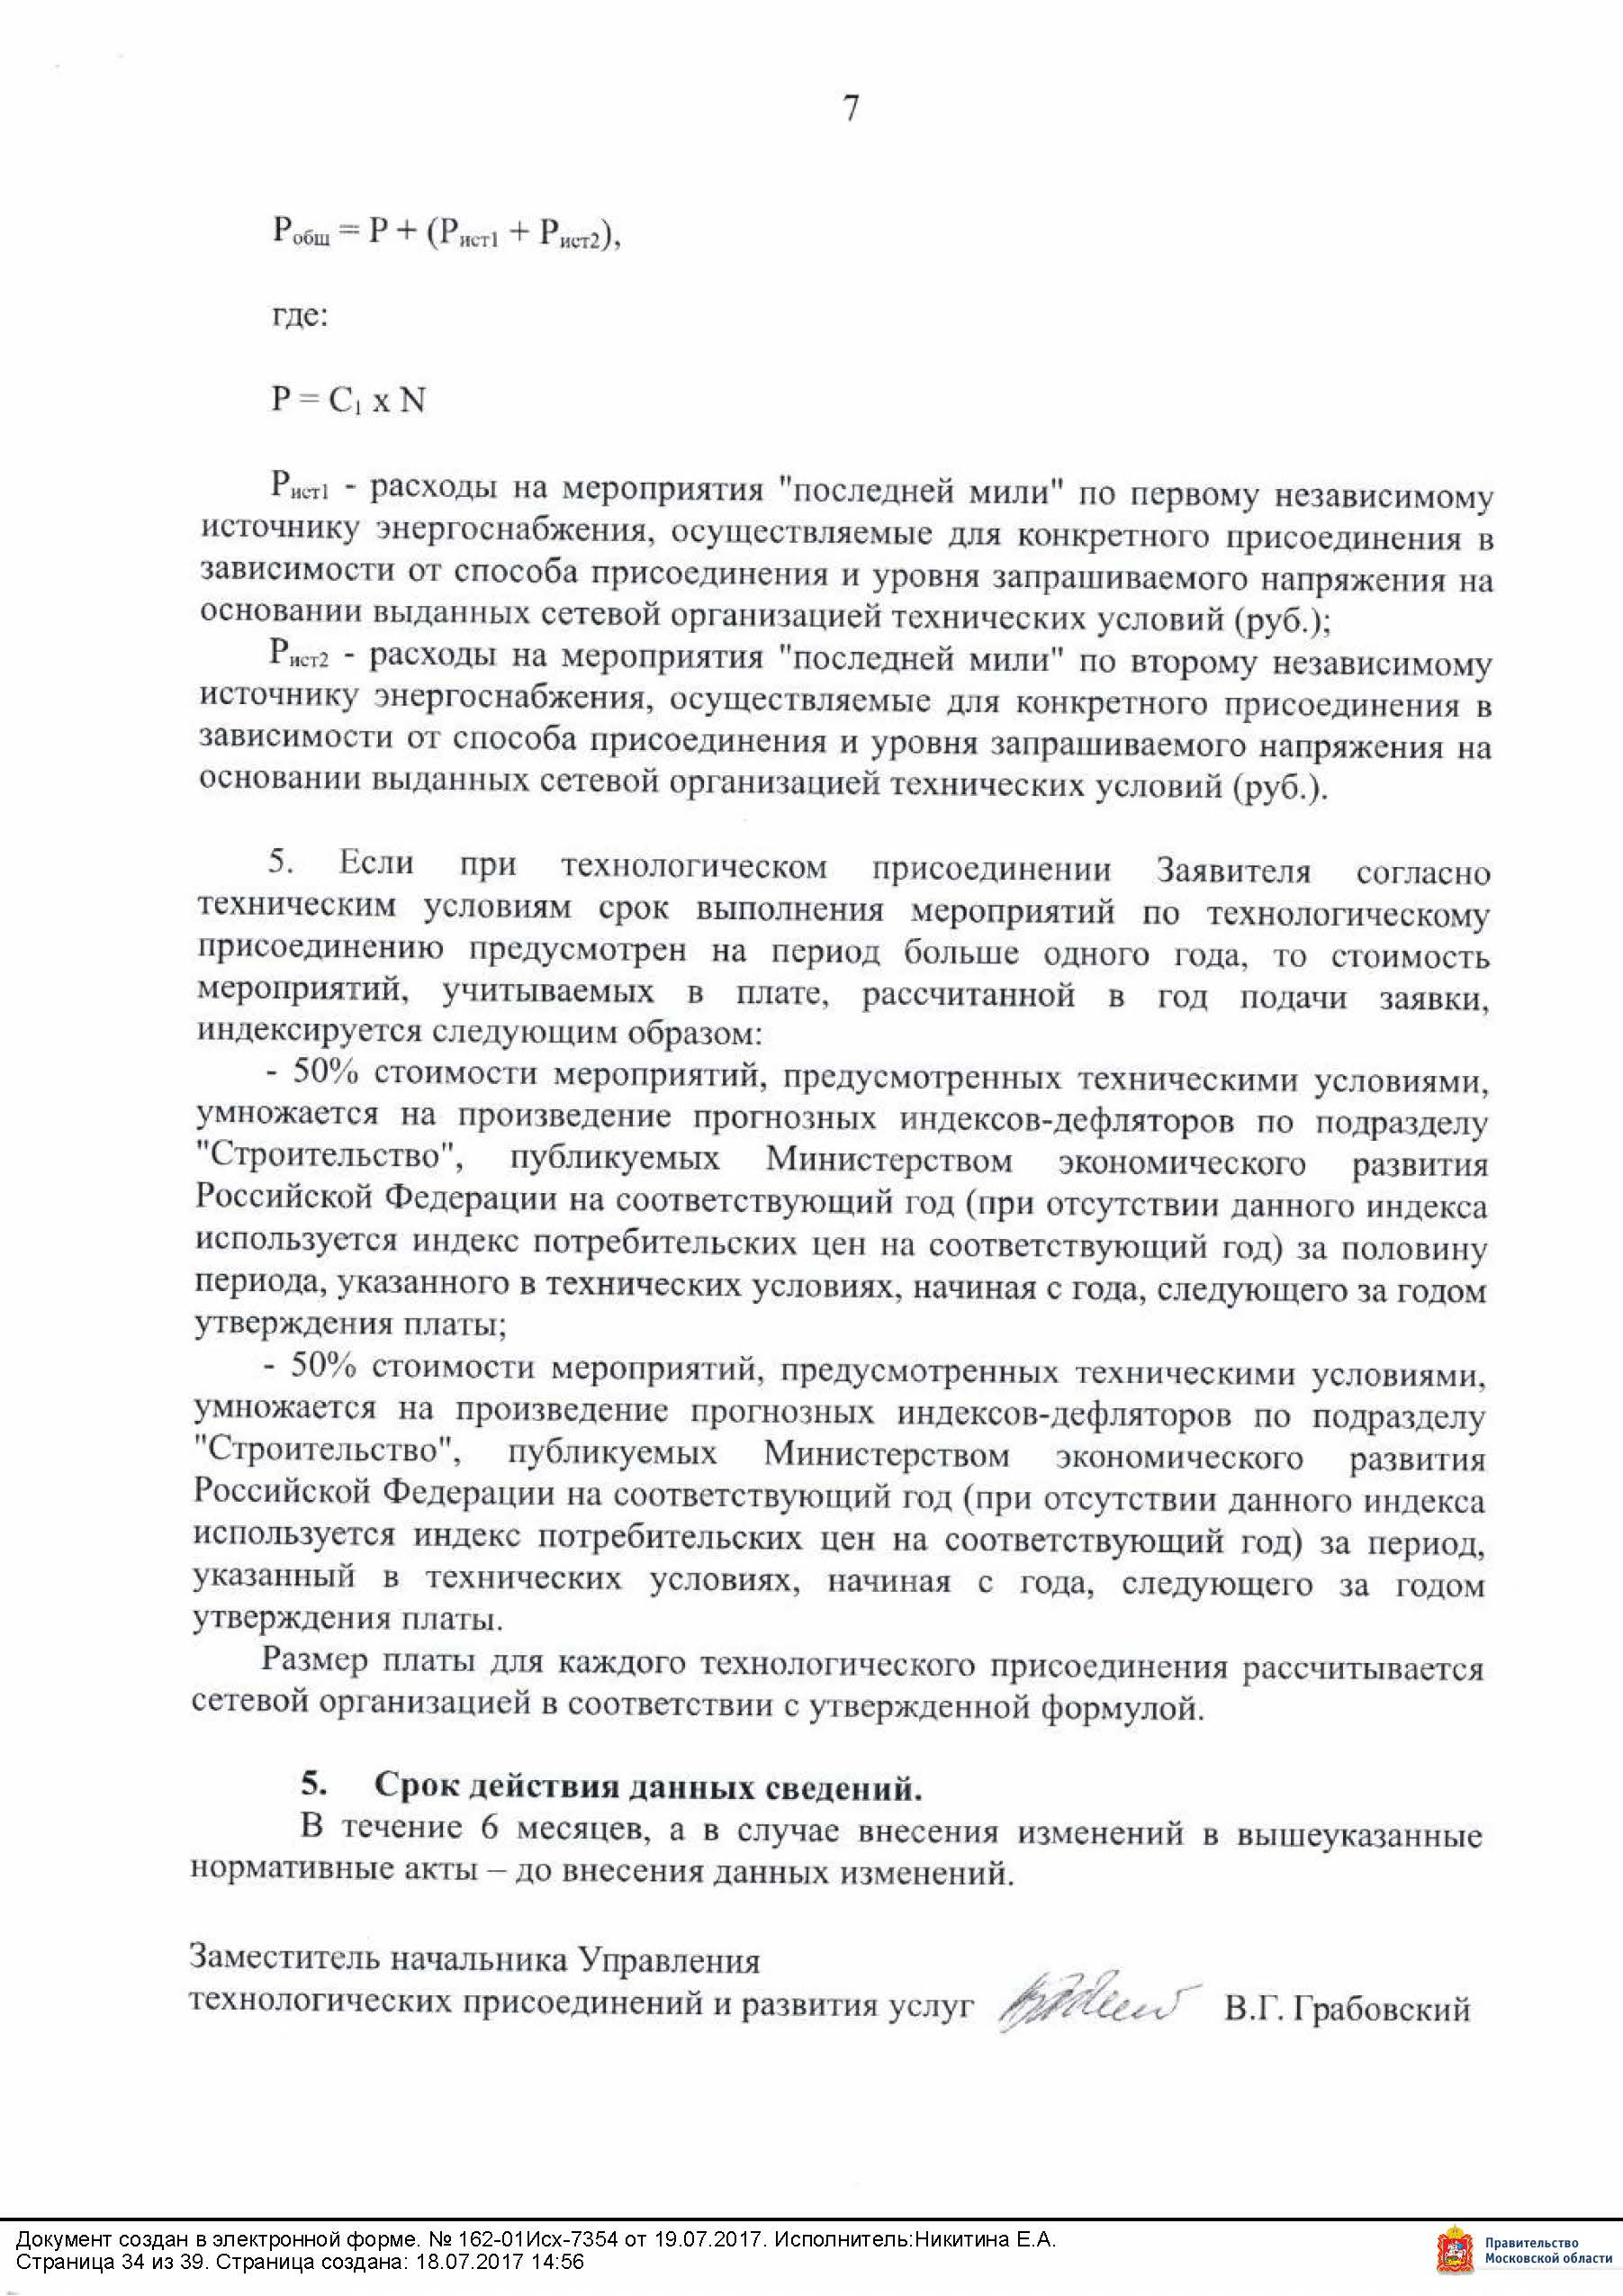 7
Pобщ = P + (Pист1 + Pист2),
где:
P = C1 x N
Pист1 - расходы на мероприятия "последней мили" по первому независимому
источнику энергоснабжения, осуществляемые для конкретного присоединения в
зависимости от способа присоединения и уровня запрашиваемого напряжения на
основании выданных сетевой организацией технических условий (руб.);
Pист2 - расходы на мероприятия "последней мили" по второму независимому
источнику энергоснабжения, осуществляемые для конкретного присоединения в
зависимости от способа присоединения и уровня запрашиваемого напряжения на
основании выданных сетевой организацией технических условий (руб.).
5. Если при технологическом присоединении Заявителя согласно
техническим условиям срок выполнения мероприятий по технологическому
присоединению предусмотрен на период больше одного года, то стоимость
мероприятий, учитываемых в плате, рассчитанной в год подачи заявки,
индексируется следующим образом:
- 50% стоимости мероприятий, предусмотренных техническими условиями,
умножается на произведение прогнозных индексов-дефляторов по подразделу
"Строительство", публикуемых Министерством экономического развития
Российской Федерации на соответствующий год (при отсутствии данного индекса
используется индекс потребительских цен на соответствующий год) за половину
периода, указанного в технических условиях, начиная с года, следующего за годом
утверждения платы;
- 50% стоимости мероприятий, предусмотренных техническими условиями,
умножается на произведение прогнозных индексов-дефляторов по подразделу
"Строительство", публикуемых Министерством экономического развития
Российской Федерации на соответствующий год (при отсутствии данного индекса
используется индекс потребительских цен на соответствующий год) за период,
указанный в технических условиях, начиная с года, следующего за годом
утверждения платы.
Размер платы для каждого технологического присоединения рассчитывается
сетевой организацией в соответствии с утвержденной формулой.
5. Срок действия данных сведений.
В течение 6 месяцев, а в случае внесения изменений в вышеуказанные
нормативные акты – до внесения данных изменений.
Заместитель начальника Управления
технологических присоединений и развития услуг В.Г. Грабовский
Документ создан в электронной форме. № 162-01Исх-7354 от 19.07.2017. Исполнитель:Никитина Е.А.
Страница 34 из 39. Страница создана: 18.07.2017 14:56
Правительство
Московской области